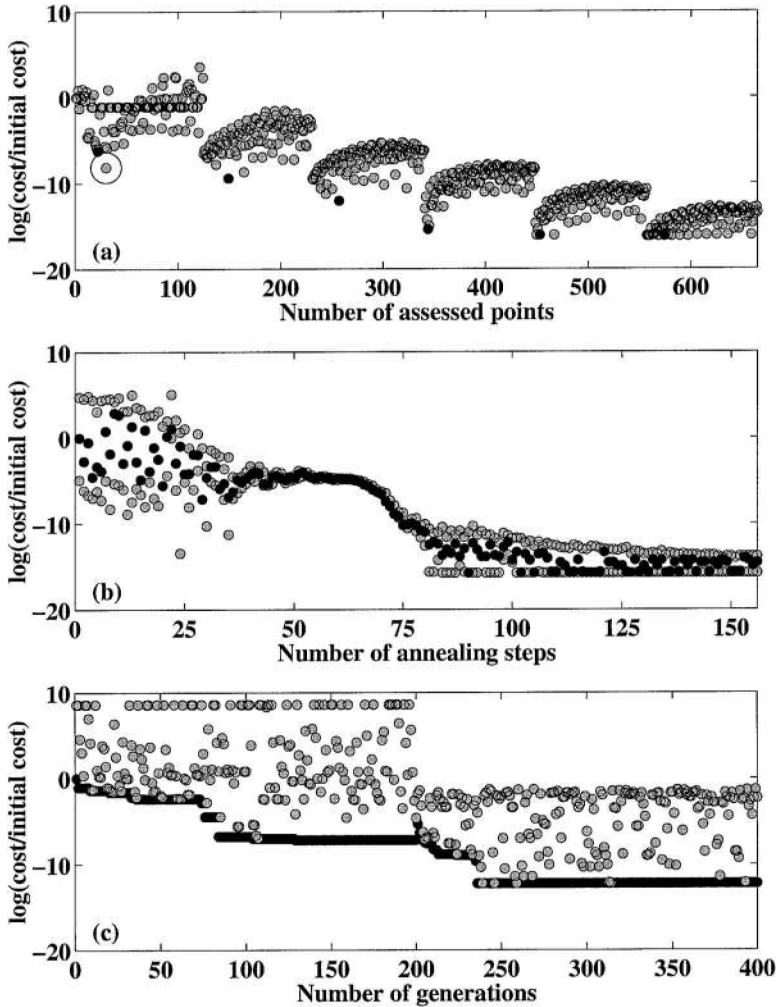 10
0
−10
−20
log(cost/initial cost)
(a)
0 100 200 300 400 500 600
Number of assessed points
10
0
−10
−20
log(cost/initial cost)
(b)
0 25 50 75 100 125 150
Number of annealing steps
10
0
−10
−20
log(cost/initial cost)
(c)
0 50 100 150 200 250 300 350 400
Number of generations